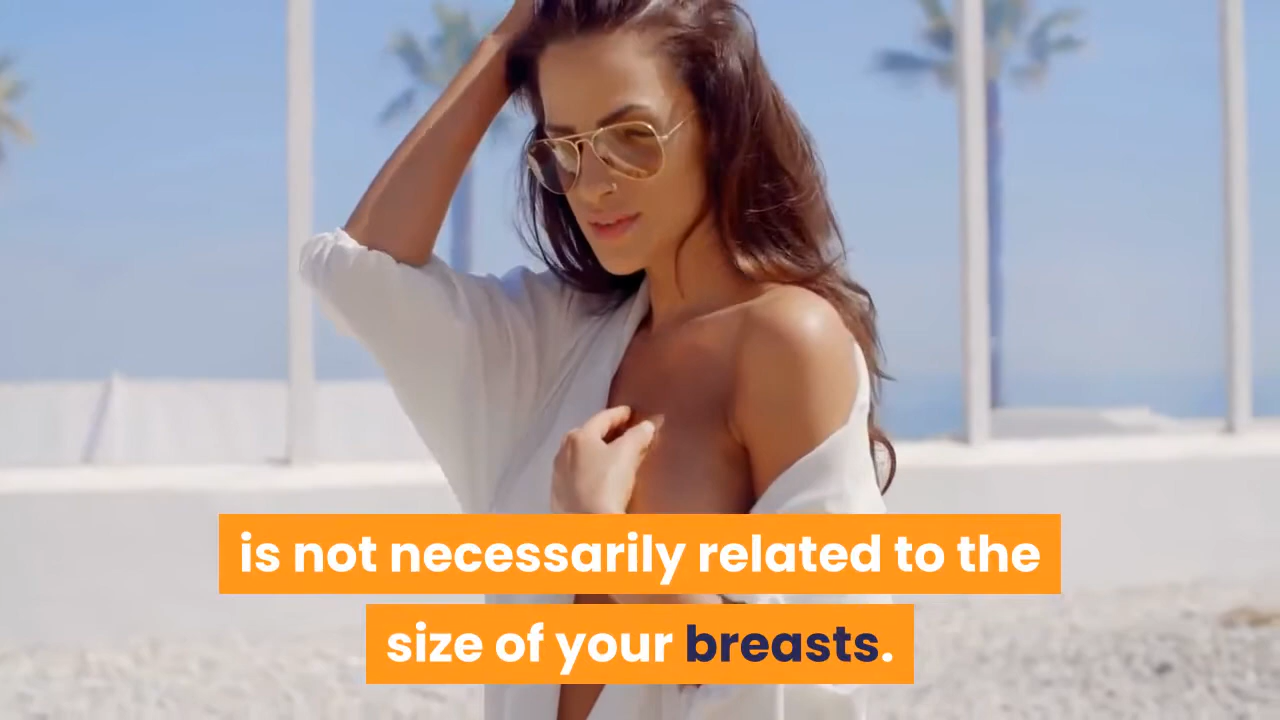 is not necessarily related to the
size of your breasts.